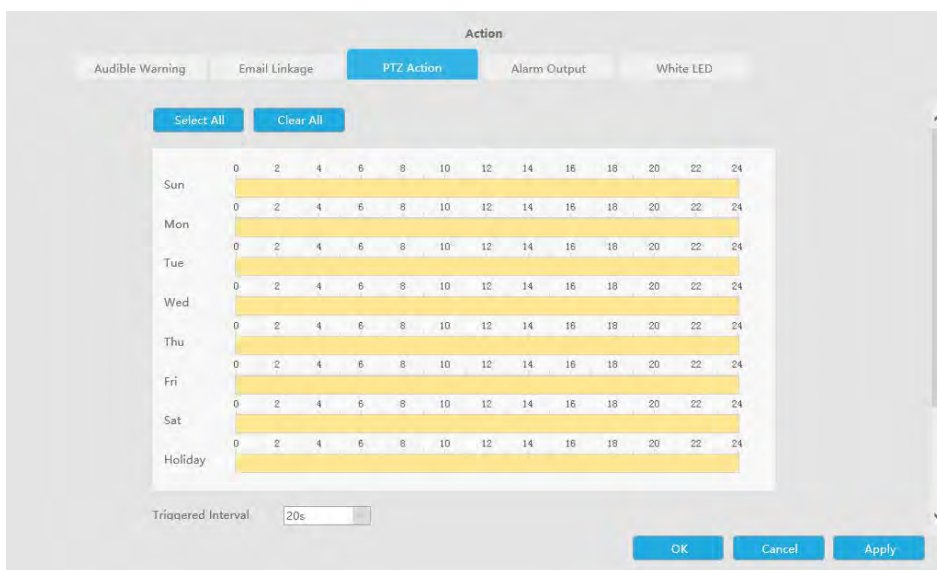 Action
Audible Warning Email Linkage PTZ Action Alarm Output White LED
Select All Clear All
0 2 4 6 8 10 12 14 16 18 20 22 24
Sun
0 2 4 6 8 10 12 14 16 18 20 22 24
Mon
0 2 4 6 8 10 12 14 16 18 20 22 24
Tue
0 2 4 6 8 10 12 14 16 18 20 22 24
Wed
0 2 4 6 8 10 12 14 16 18 20 22 24
Thu
0 2 4 6 8 10 12 14 16 18 20 22 24
Fri
0 2 4 6 8 10 12 14 16 18 20 22 24
Sat
0 2 4 6 8 10 12 14 16 18 20 22 24
Holiday
Triggered Interval 20s
OK Cancel Apply